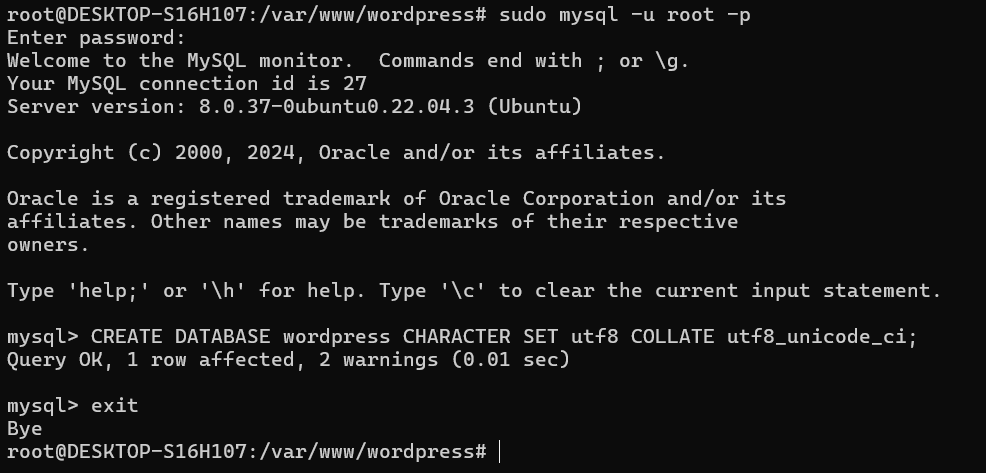 root@DESKTOP-S16H107:/var/www/wordpress# sudo mysql -u root -p
Enter password:
Welcome to the MySQL monitor.  Commands end with ; or \g.
Your MySQL connection id is 27
Server version: 8.0.37-0ubuntu0.22.04.3 (Ubuntu)

Copyright (c) 2000, 2024, Oracle and/or its affiliates.

Oracle is a registered trademark of Oracle Corporation and/or its
affiliates. Other names may be trademarks of their respective
owners.

Type 'help;' or '\h' for help. Type '\c' to clear the current input statement.

mysql> CREATE DATABASE wordpress CHARACTER SET utf8 COLLATE utf8_unicode_ci;
Query OK, 1 row affected, 2 warnings (0.01 sec)

mysql> exit
Bye
root@DESKTOP-S16H107:/var/www/wordpress#